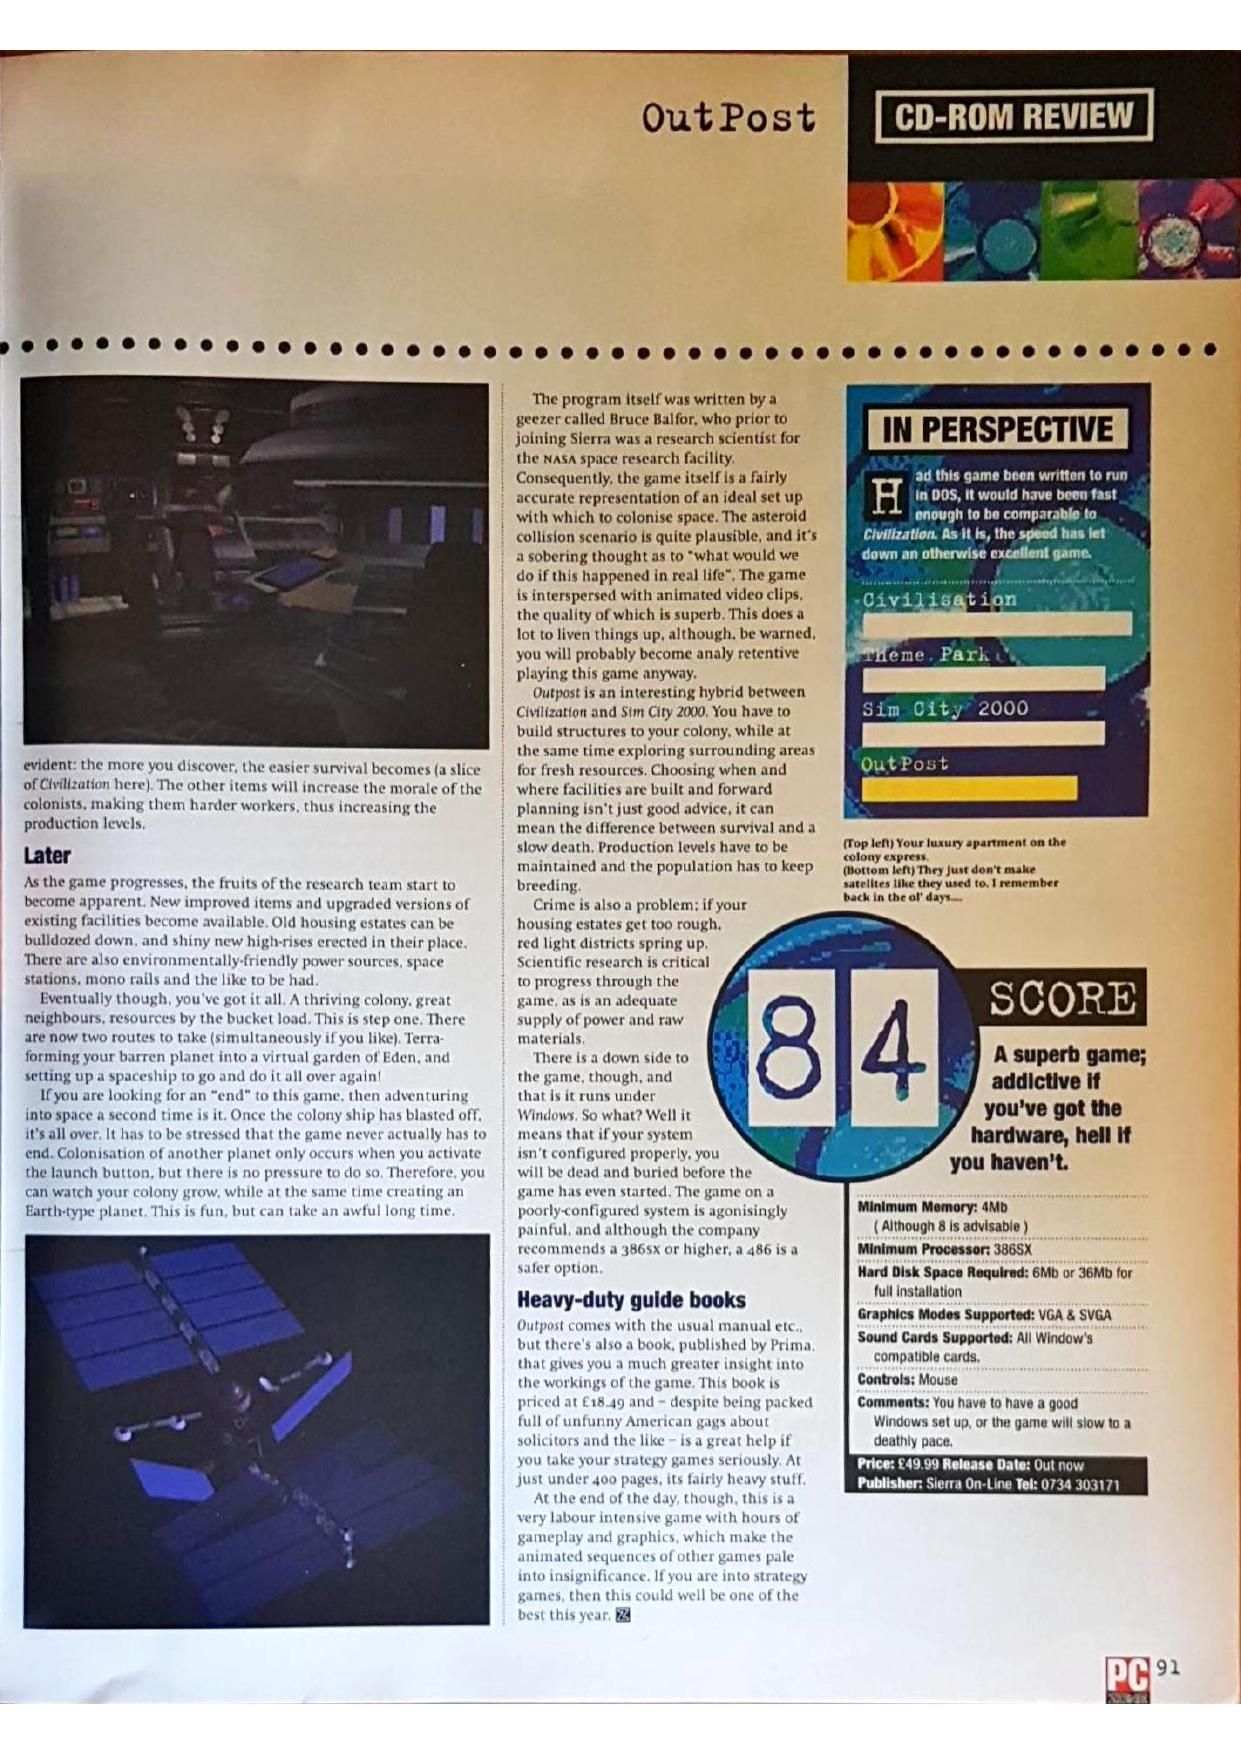 OutPost
CD-ROM REVIEW
evident: the more you discover, the easier survival becomes (a slice
of Civilization here). The other items will increase the morale of the
colonists, making them harder workers, thus increasing the
production levels.
Later
As the game progresses, the fruits of the research team start to
become apparent. New improved items and upgraded versions of
existing facilities become available. Old housing estates can be
bulldozed down, and shiny new high-rises erected in their place.
There are also environmentally-friendly power sources, space
stations, mono rails and the like to be had.
Eventually though, you've got it all. A thriving colony, great
neighbours, resources by the bucket load. This is step one. There
are now two routes to take (simultaneously if you like). Terra-
forming your barren planet into a virtual garden of Eden, and
setting up a spaceship to go and do it all over again!
If you are looking for an "end" to this game, then adventuring
into space a second time is it. Once the colony ship has blasted off,
it's all over. It has to be stressed that the game never actually has to
end. Colonisation of another planet only occurs when you activate
the launch button, but there is no pressure to do so. Therefore, you
can watch your colony grow, while at the same time creating an
Earth-type planet. This is fun, but can take an awful long time.
The program itself was written by a
geezer called Bruce Balfor, who prior to
joining Sierra was a research scientist for
the NASA space research facility.
Consequently, the game itself is a fairly
accurate representation of an ideal set up
with which to colonise space. The asteroid
collision scenario is quite plausible, and it's
a sobering thought as to "what would we
do if this happened in real life". The game
is interspersed with animated video clips,
the quality of which is superb. This does a
lot to liven things up, although, be warned,
you will probably become analy retentive
playing this game anyway.
Outpost is an interesting hybrid between
Civilization and Sim City 2000. You have to
build structures to your colony, while at
the same time exploring surrounding areas
for fresh resources. Choosing when and
where facilities are built and forward
planning isn't just good advice, it can
mean the difference between survival and a
slow death. Production levels have to be
maintained and the population has to keep
breeding.
Crime is also a problem; if your
housing estates get too rough,
red light districts spring up.
Scientific research is critical
to progress through the
game, as is an adequate
supply of power and raw
materials.
There is a down side to
the game, though, and
that is it runs under
Windows. So what? Well it
means that if your system
isn't configured properly, you
will be dead and buried before the
game has even started. The game on a
poorly-configured system is agonisingly
painful, and although the company
recommends a 386SX or higher, a 486 is a
safer option.
Heavy-duty guide books
Outpost comes with the usual manual etc.,
but there's also a book, published by Prima,
that gives you a much greater insight into
the workings of the game. This book is
priced at £18.49 and – despite being packed
full of unfunny American gags about
solicitors and the like – is a great help if
you take your strategy games seriously. At
just under 400 pages, its fairly heavy stuff.
At the end of the day, though, this is a
very labour intensive game with hours of
gameplay and graphics, which make the
animated sequences of other games pale
into insignificance. If you are into strategy
games, then this could well be one of the
best this year.
IN PERSPECTIVE
Had this game been written to run
in DOS, it would have been fast
enough to be comparable to
Civilization. As it is, the speed has let
down an otherwise excellent game.
Civilisation
Theme Park
Sim City 2000
OutPost
(Top left) Your luxury apartment on the
colony express.
(Bottom left) They just don't make
satelites like they used to. I remember
back in the ol' days....
84
SCORE
A superb game;
addictive if
you've got the
hardware, hell if
you haven't.
Minimum Memory: 4Mb
( Although 8 is advisable )
Minimum Processor: 386SX
Hard Disk Space Required: 6Mb or 36Mb for
full installation
Graphics Modes Supported: VGA & SVGA
Sound Cards Supported: All Window's
compatible cards.
Controls: Mouse
Comments: You have to have a good
Windows set up, or the game will slow to a
deathly pace.
Price: £49.99 Release Date: Out now
Publisher: Sierra On-Line Tel: 0734 303171
PC
91